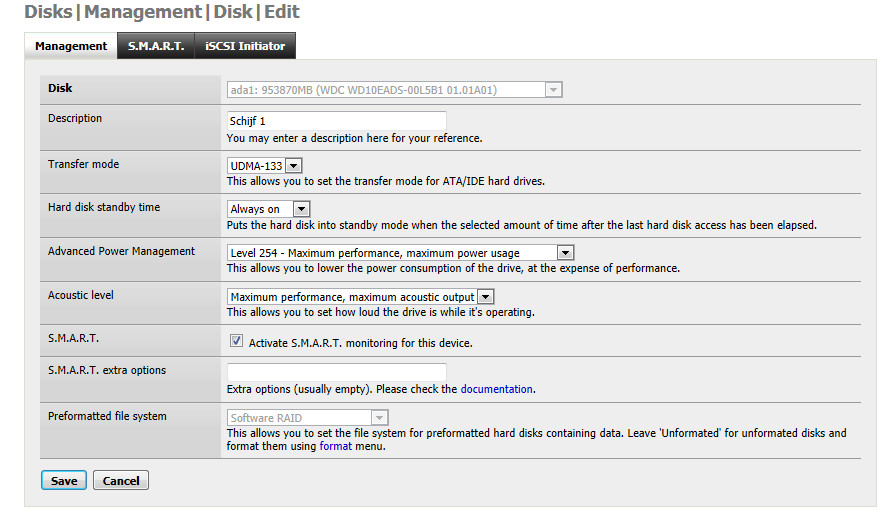 Disks|Management|Disk|Edit
Management S.M.A.R.T. iSCSI Initiator
Disk ada1: 953870MB (WDC WD10EADS-00L5B1 01.01A01)
Description Schijf 1
You may enter a description here for your reference.
Transfer mode UDMA-133
This allows you to set the transfer mode for ATA/IDE hard drives.
Hard disk standby time Always on
Puts the hard disk into standby mode when the selected amount of time after the last hard disk access has been elapsed.
Advanced Power Management Level 254 - Maximum performance, maximum power usage
This allows you to lower the power consumption of the drive, at the expense of performance.
Acoustic level Maximum performance, maximum acoustic output
This allows you to set how loud the drive is while it's operating.
S.M.A.R.T. Activate S.M.A.R.T. monitoring for this device.
S.M.A.R.T. extra options
Extra options (usually empty). Please check the documentation.
Preformatted file system Software RAID
This allows you to set the file system for preformatted hard disks containing data. Leave 'Unformated' for unformated disks and
format them using format menu.
Save Cancel